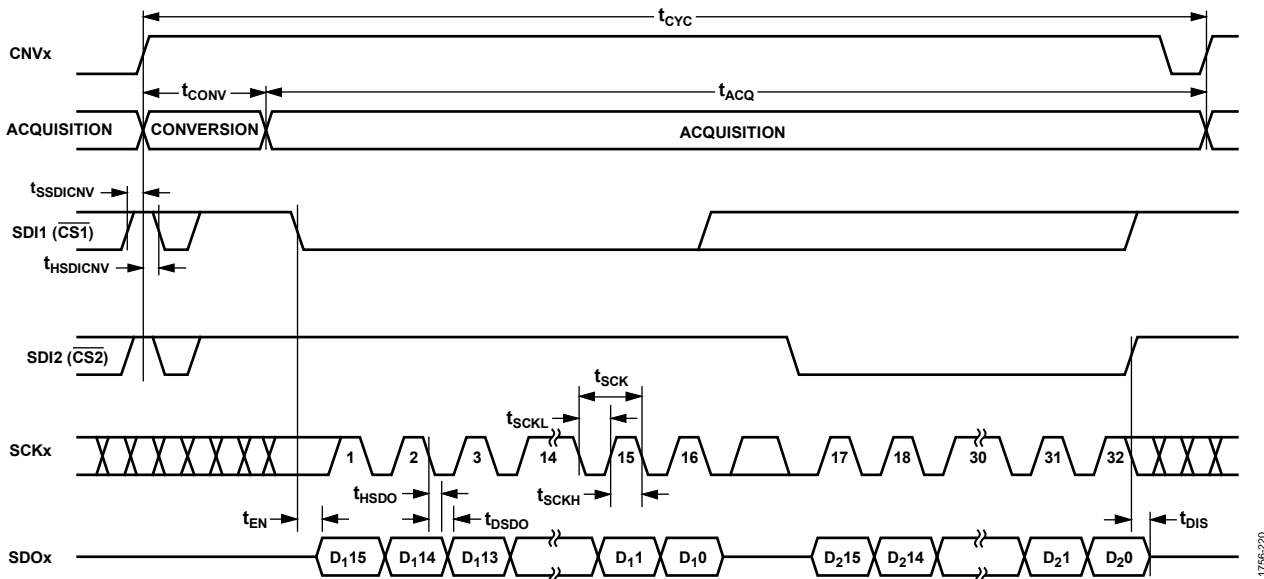 tCYC
CNVx
tCONV
tACQ
ACQUISITION CONVERSION ACQUISITION
tSSDICNV
SDI1 (CS1)
tHSDICNV
SDI2 (CS2)
tSCK
tSCKL
SCKx 1 2 3 14 15 16 17 18 30 31 32
tHSDO
tSCKH
tEN
tDSDO
tDIS
SDOx D115 D114 D113 D11 D10 D215 D214 D21 D20